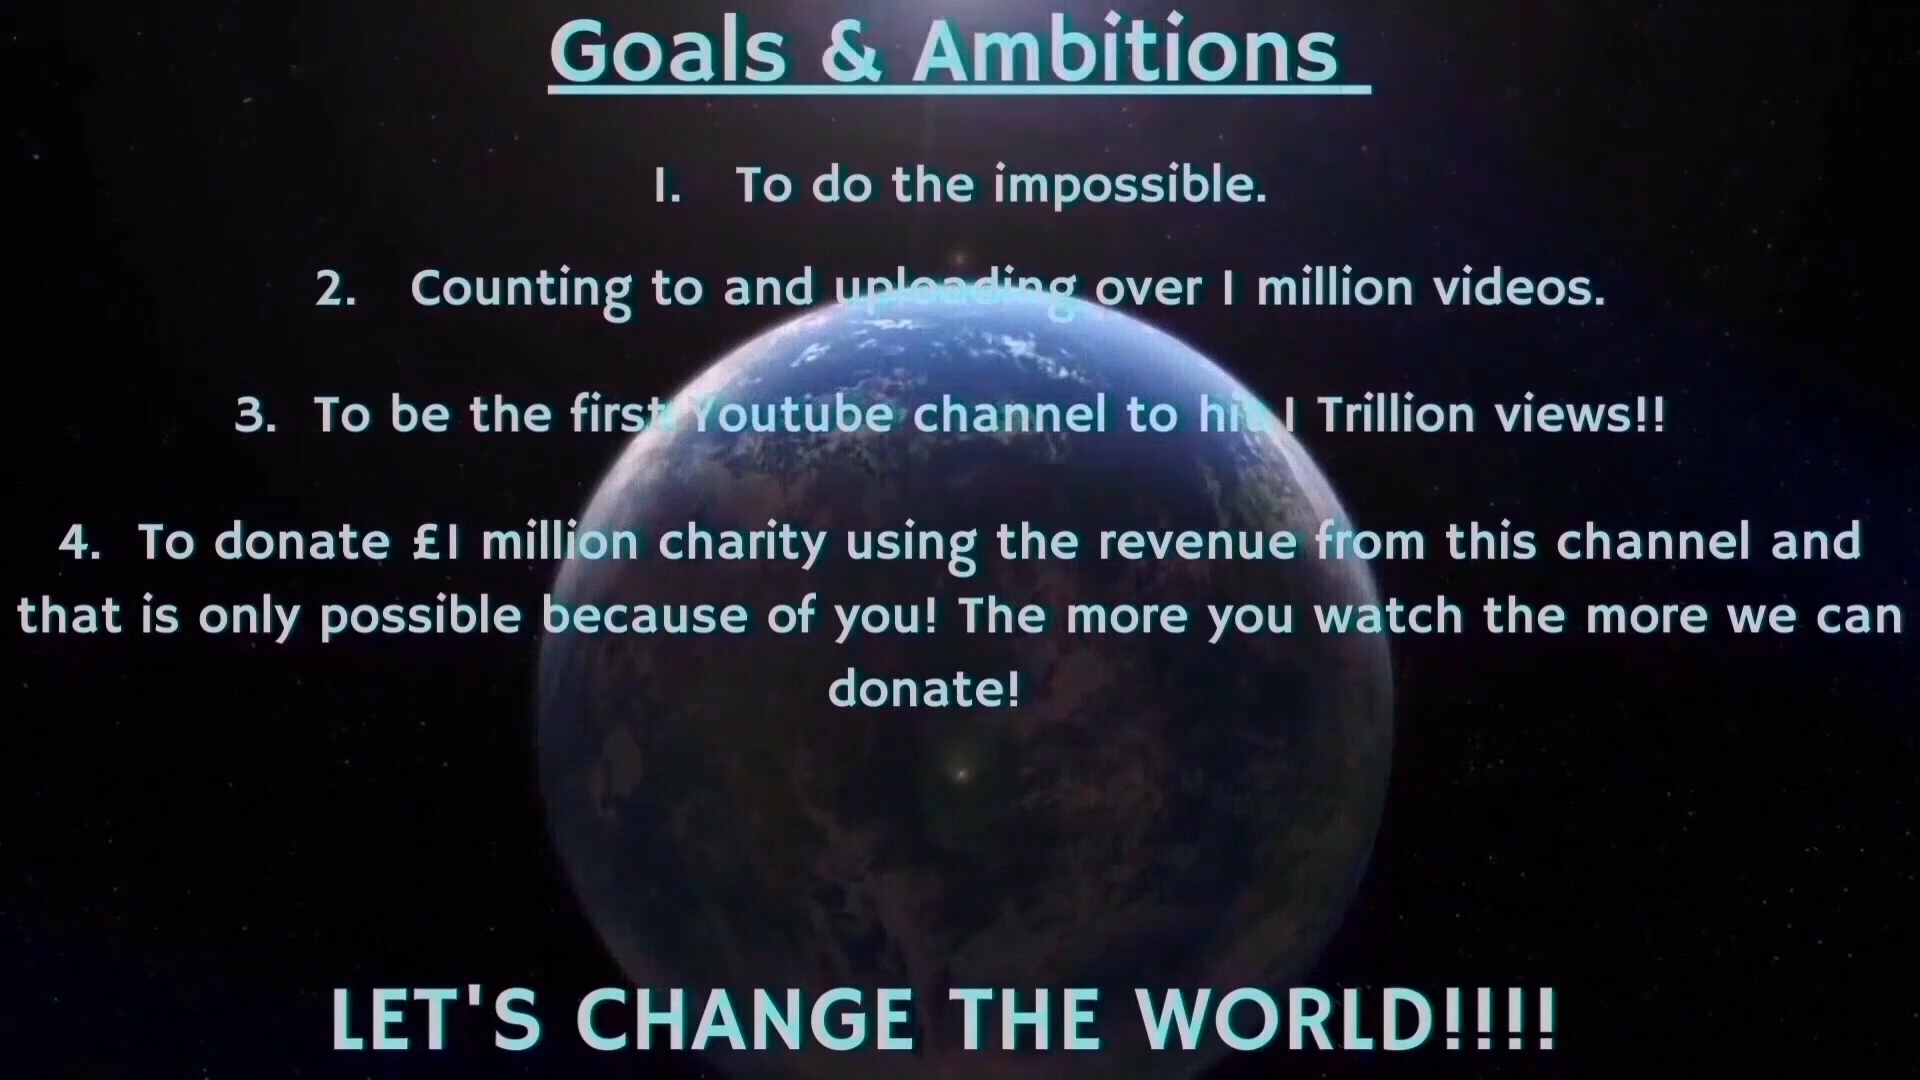 Goals & Ambitions
1. To do the impossible.
2. Counting to and uploading over 1 million videos.
3. To be the first Youtube channel to hit 1 Trillion views!!
4. To donate £1 million charity using the revenue from this channel and
that is only possible because of you! The more you watch the more we can
donate!
LET'S CHANGE THE WORLD!!!!